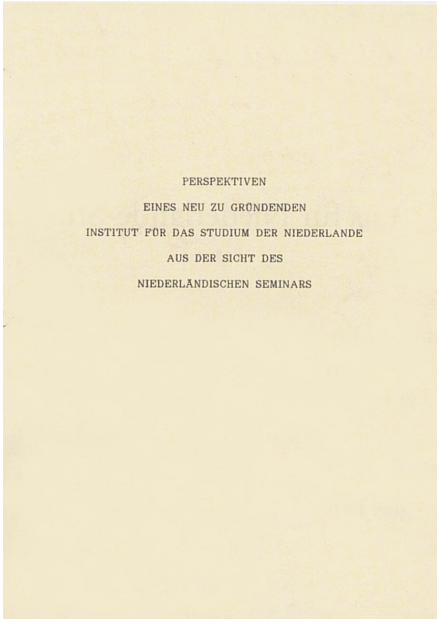 PERSPEKTIVEN
EINES NEU ZU GRÜNDENDEN
INSTITUT FÜR DAS STUDIUM DER NIEDERLANDE
AUS DER SICHT DES
NIEDERLÄNDISCHEN SEMINARS